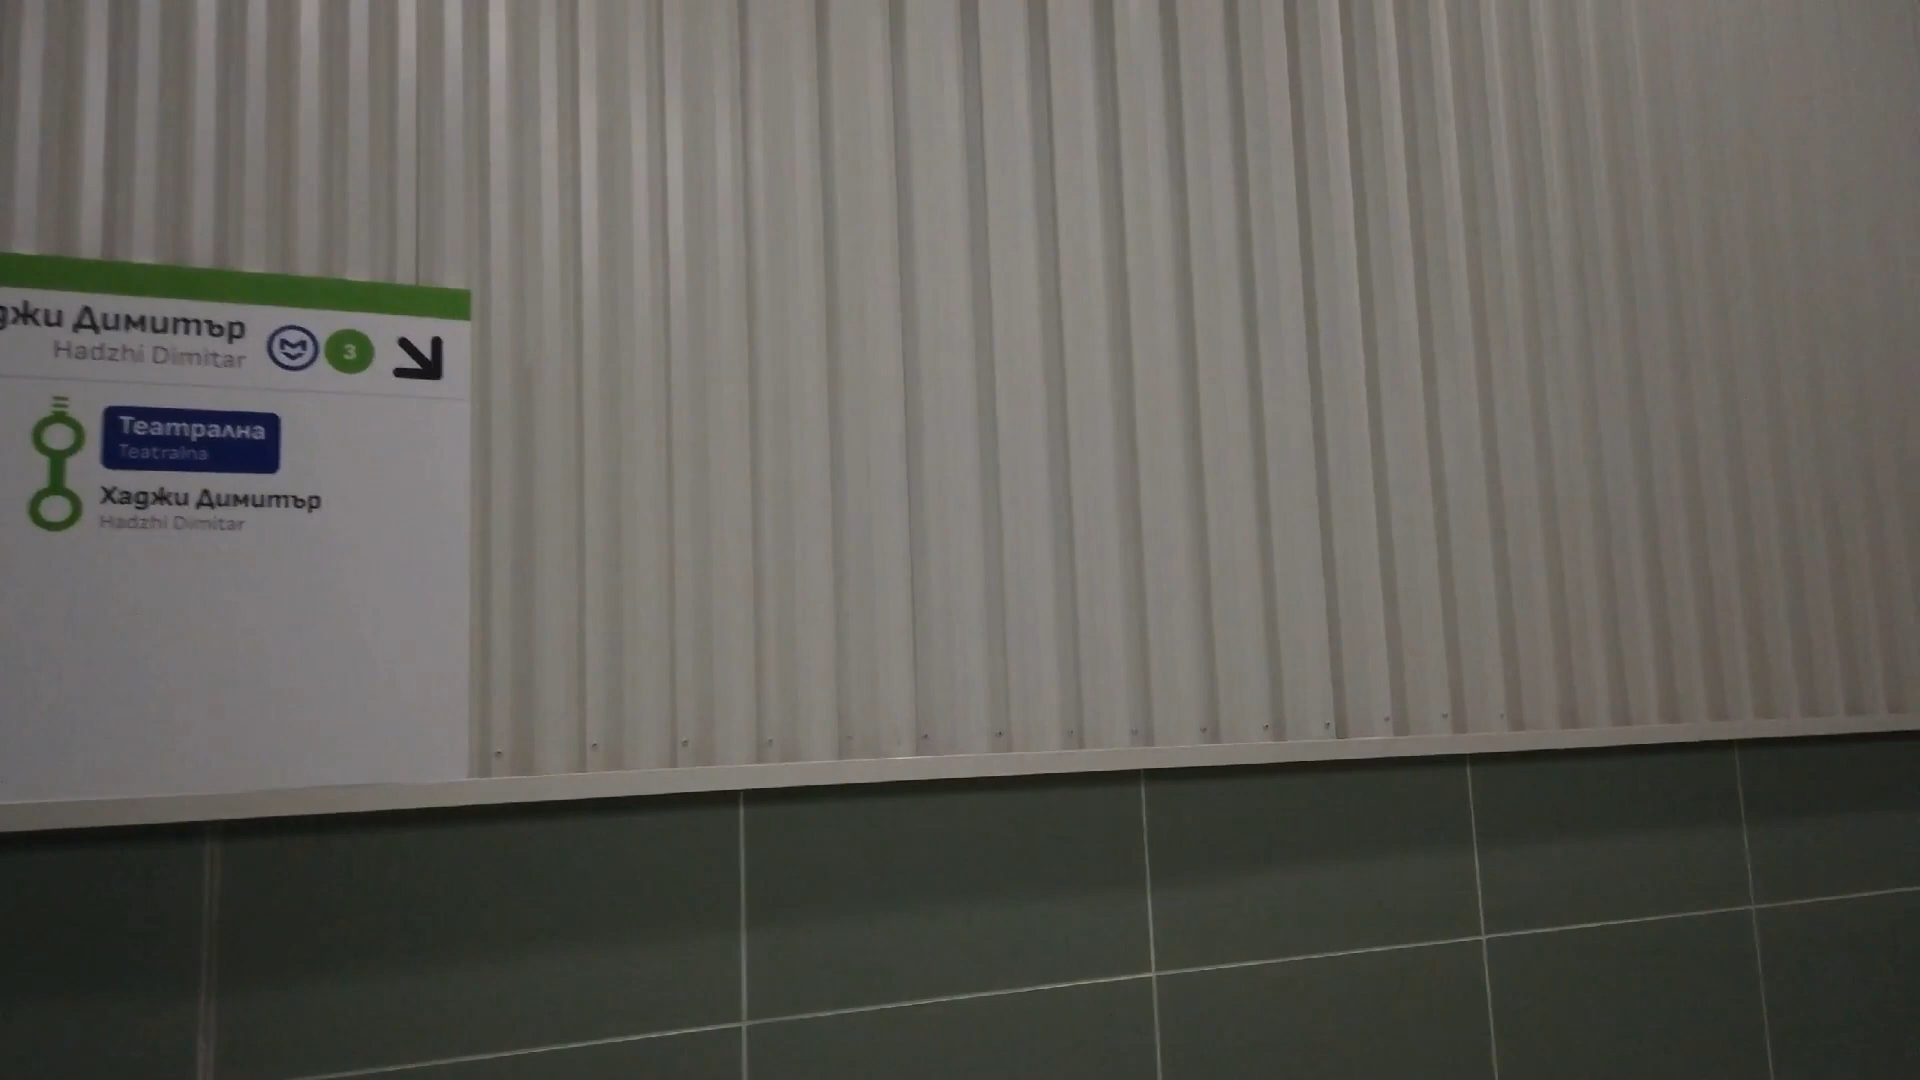 джи Димитър
Hadzhi Dimitar
3
Театрална
Teatralna
Хаджи Димитър
Hadzhi Dimitar